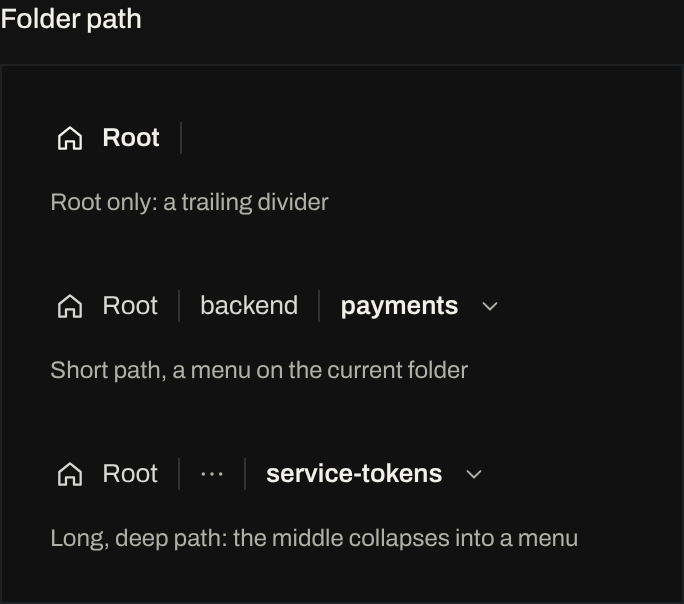 Folder path
Root
Root only: a trailing divider
Root backend payments
Short path, a menu on the current folder
Root ··· service-tokens
Long, deep path: the middle collapses into a menu